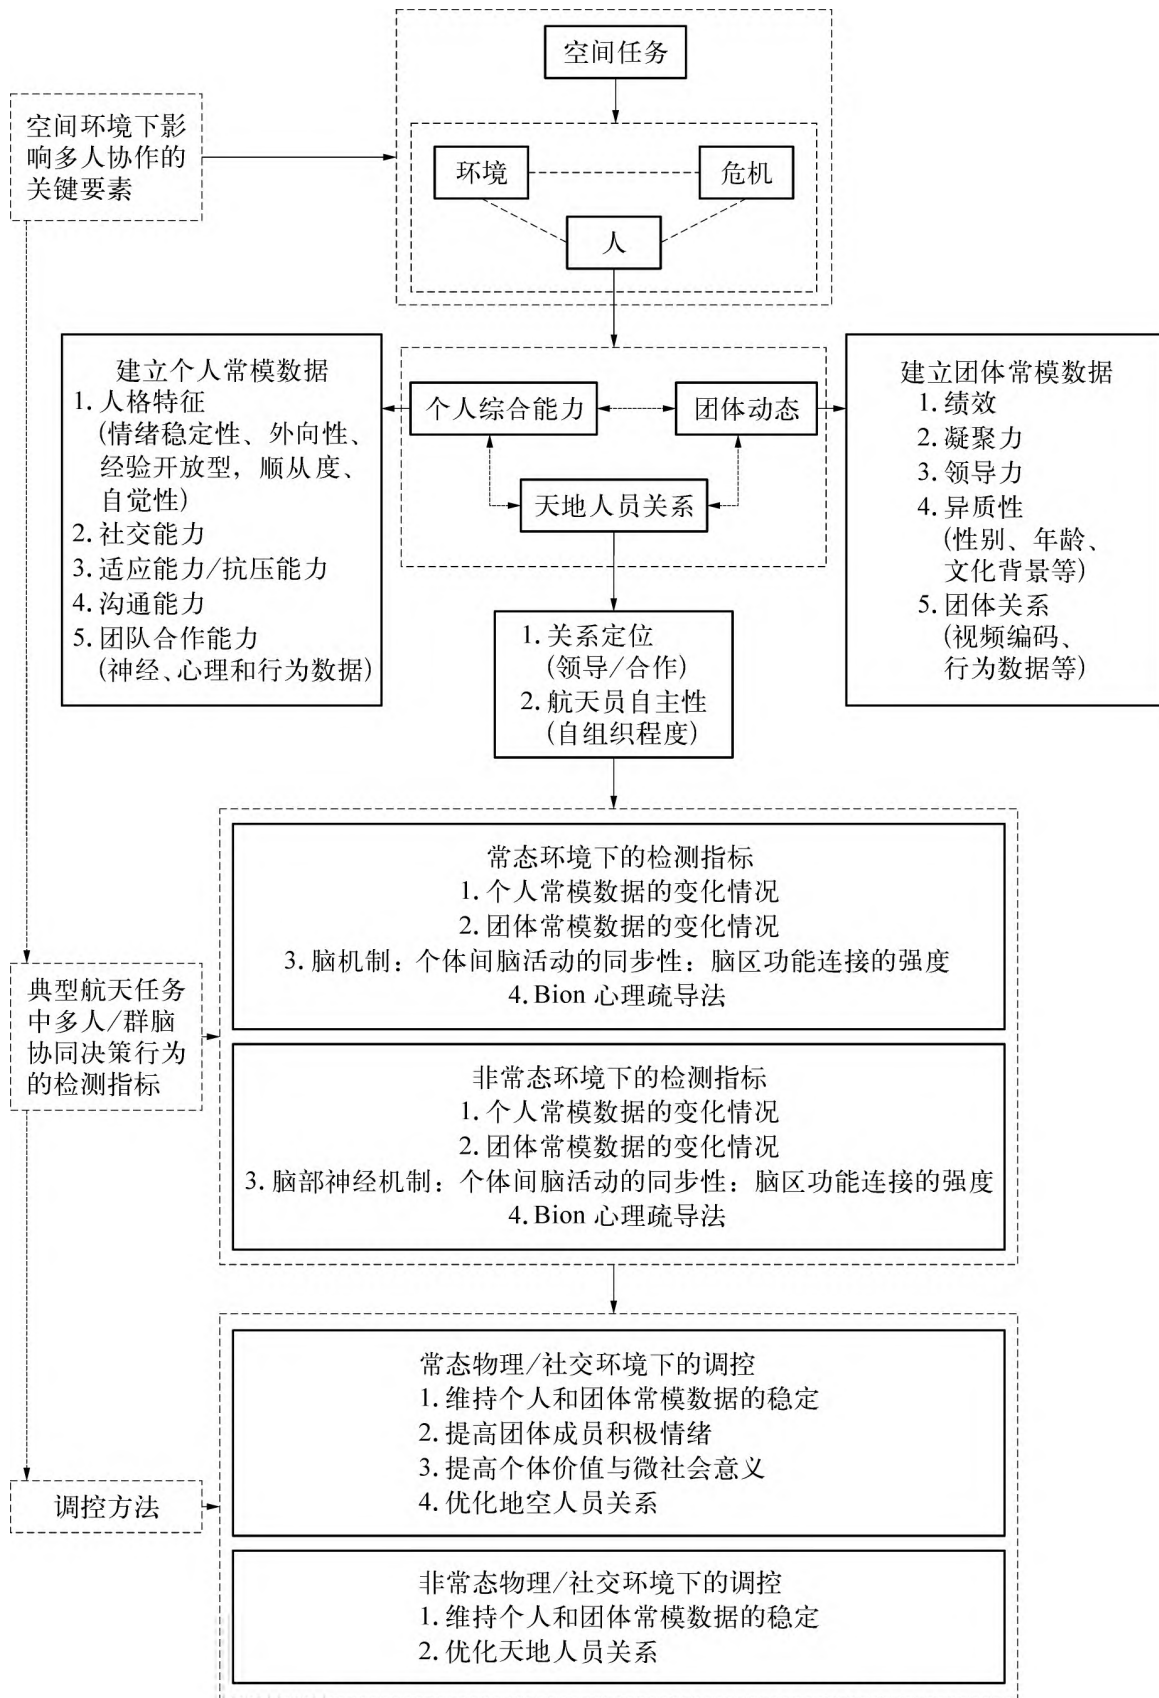 空间任务
空间环境下影
响多人协作的
关键要素
环境
危机
人
建立个人常模数据
1. 人格特征
(情绪稳定性、外向性、
经验开放型，顺从度、
自觉性)
2. 社交能力
3. 适应能力/抗压能力
4. 沟通能力
5. 团队合作能力
(神经、心理和行为数据)
个人综合能力
团体动态
天地人员关系
建立团体常模数据
1. 绩效
2. 凝聚力
3. 领导力
4. 异质性
(性别、年龄、
文化背景等)
5. 团体关系
(视频编码、
行为数据等)
1. 关系定位
(领导/合作)
2. 航天员自主性
(自组织程度)
典型航天任务
中多人/群脑
协同决策行为
的检测指标
常态环境下的检测指标
1. 个人常模数据的变化情况
2. 团体常模数据的变化情况
3. 脑机制：个体间脑活动的同步性：脑区功能连接的强度
4. Bion 心理疏导法
非常态环境下的检测指标
1. 个人常模数据的变化情况
2. 团体常模数据的变化情况
3. 脑部神经机制：个体间脑活动的同步性：脑区功能连接的强度
4. Bion 心理疏导法
调控方法
常态物理/社交环境下的调控
1. 维持个人和团体常模数据的稳定
2. 提高团体成员积极情绪
3. 提高个体价值与微社会意义
4. 优化地空人员关系
非常态物理/社交环境下的调控
1. 维持个人和团体常模数据的稳定
2. 优化天地人员关系